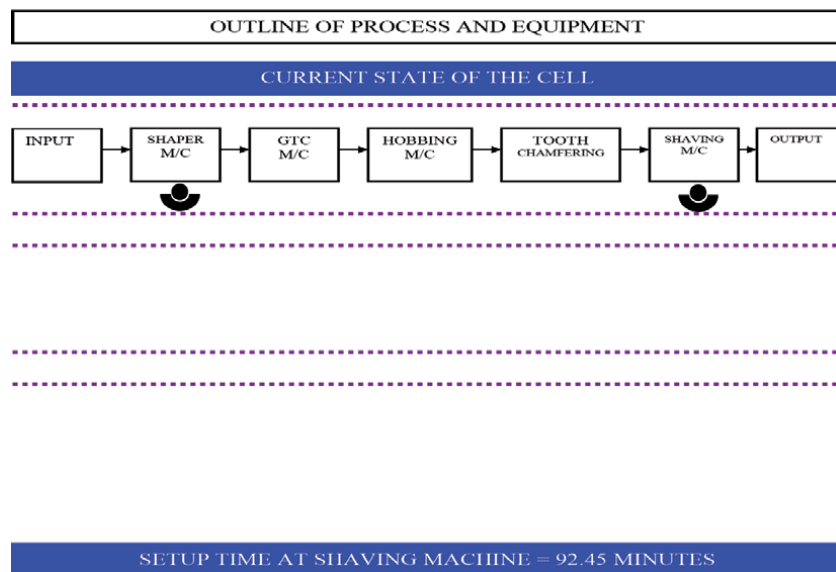 OUTLINE OF PROCESS AND EQUIPMENT
CURRENT STATE OF THE CELL
INPUT
SHAPER
M/C
GTC
M/C
HOBBING
M/C
TOOTH
CHAMFERING
SHAVING
M/C
OUTPUT
SETUP TIME AT SHAVING MACHINE = 92.45 MINUTES